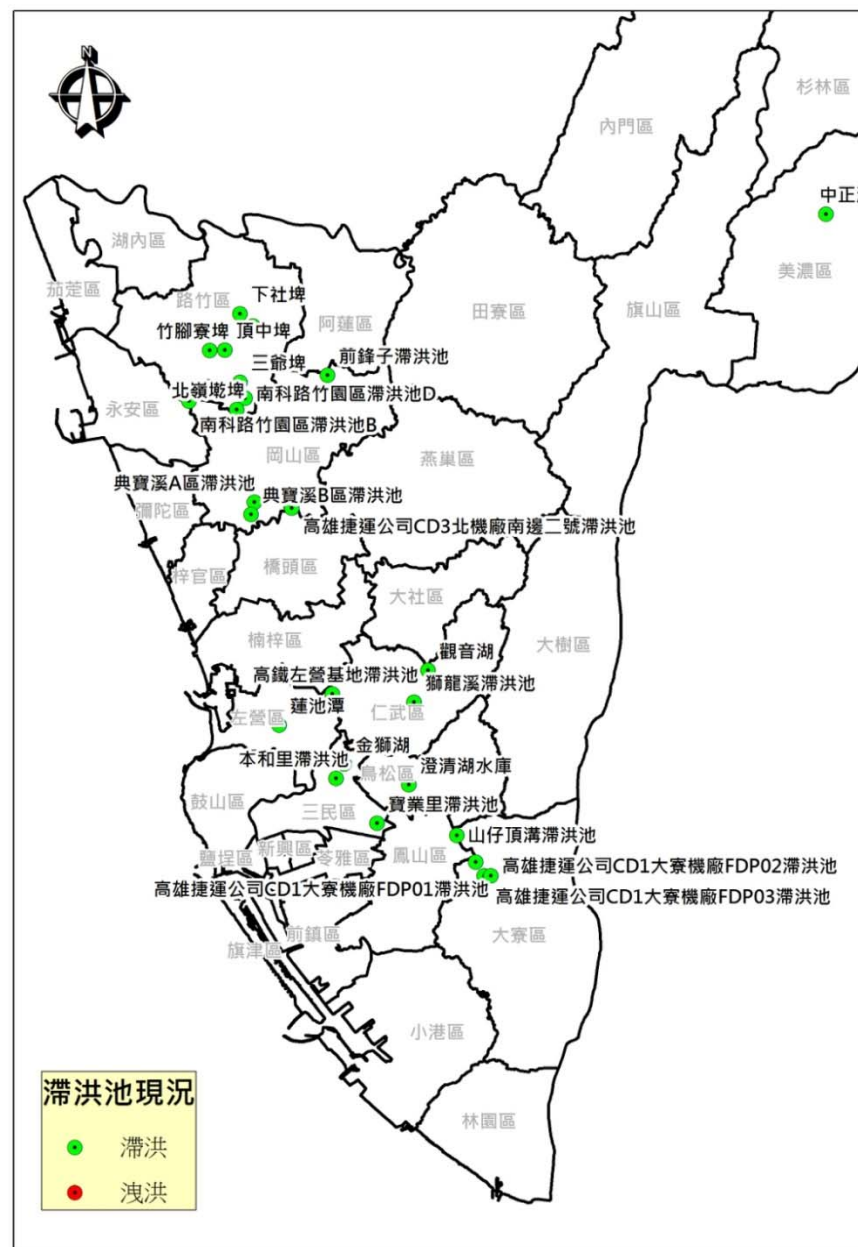 N
杉林區
內門區
中正
美濃區
湖內區
茄萣區
路竹區
下社埤
阿蓮區
田寮區
旗山區
竹腳寮埤
頂中埤
三爺埤
前鋒子滯洪池
北嶺墘埤
南科路竹園區滯洪池D
永安區
南科路竹園區滯洪池B
岡山區
燕巢區
典寶溪A區滯洪池
典寶溪B區滯洪池
彌陀區
高雄捷運公司CD3北機廠南邊二號滯洪池
橋頭區
梓官區
大社區
楠梓區
觀音湖
大樹區
高鐵左營基地滯洪池
獅龍溪滯洪池
蓮池潭
左營區
仁武區
金獅湖
本和里滯洪池
鳥松區
澄清湖水庫
鼓山區
三民區
寶業里滯洪池
山仔頂溝滯洪池
鹽埕區
新興區
苓雅區
鳳山區
高雄捷運公司CD1大寮機廠FDP02滯洪池
高雄捷運公司CD1大寮機廠FDP01滯洪池
高雄捷運公司CD1大寮機廠FDP03滯洪池
旗津區
前鎮區
大寮區
小港區
林園區
滯洪池現況
滯洪
洩洪